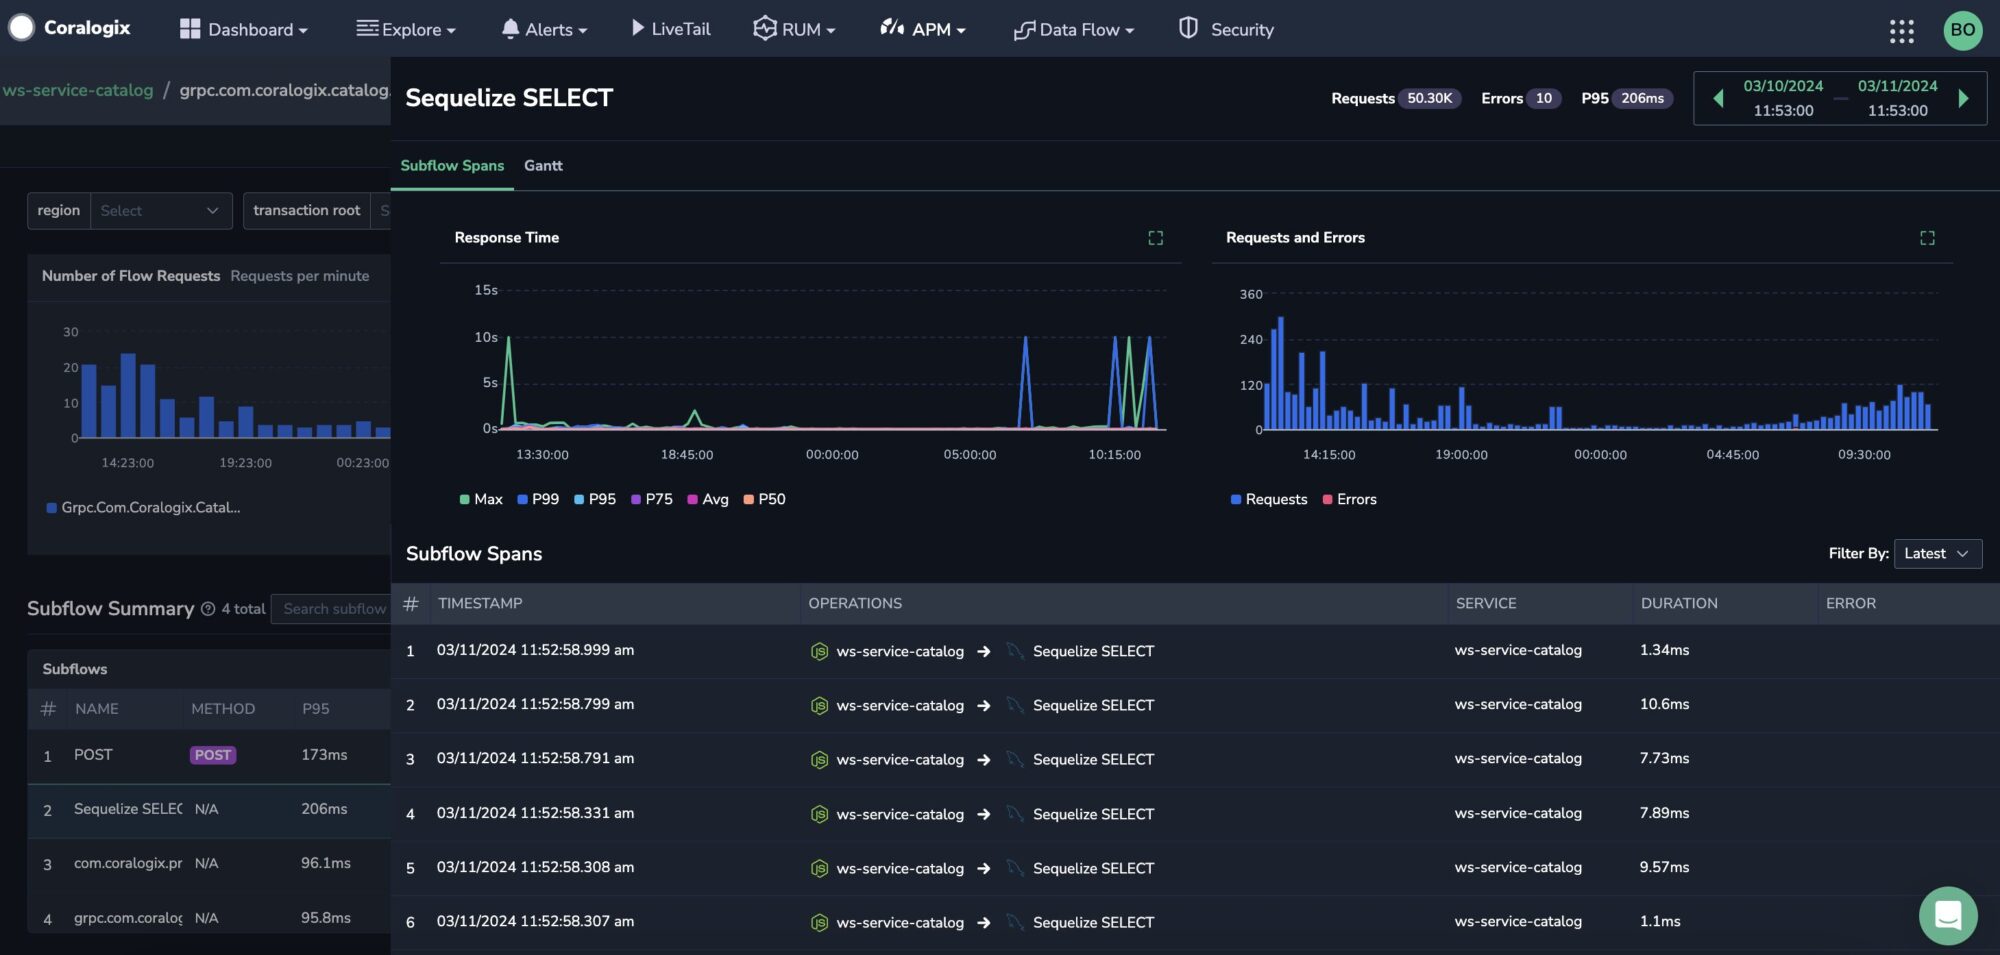 Coralogix
Dashboard
Explore
Alerts
LiveTail
RUM
APM
Data Flow
Security
BO
ws-service-catalog / grpc.com.coralogix.catalog.
region
Select
transaction root
S
Number of Flow Requests Requests per minute
30
20
10
0
14:23:00 19:23:00 00:23:00
Grpc.Com.Coralogix.Catal...
Subflow Summary ? 4 total
Search subflow
Subflows
# NAME METHOD P95
1 POST POST 173ms
2 Sequelize SELEC N/A 206ms
3 com.coralogix.pr N/A 96.1ms
4 grpc.com.coralog N/A 95.8ms
Sequelize SELECT
Requests 50.30K Errors 10 P95 206ms
03/10/2024 — 03/11/2024
11:53:00 11:53:00
Subflow Spans Gantt
Response Time
15s
10s
5s
0s
13:30:00 18:45:00 00:00:00 05:00:00 10:15:00
Max P99 P95 P75 Avg P50
Requests and Errors
360
240
120
0
14:15:00 19:00:00 00:00:00 04:45:00 09:30:00
Requests Errors
Subflow Spans
Filter By: Latest
# TIMESTAMP OPERATIONS SERVICE DURATION ERROR
1 03/11/2024 11:52:58.999 am JS ws-service-catalog → Sequelize SELECT ws-service-catalog 1.34ms
2 03/11/2024 11:52:58.799 am JS ws-service-catalog → Sequelize SELECT ws-service-catalog 10.6ms
3 03/11/2024 11:52:58.791 am JS ws-service-catalog → Sequelize SELECT ws-service-catalog 7.73ms
4 03/11/2024 11:52:58.331 am JS ws-service-catalog → Sequelize SELECT ws-service-catalog 7.89ms
5 03/11/2024 11:52:58.308 am JS ws-service-catalog → Sequelize SELECT ws-service-catalog 9.57ms
6 03/11/2024 11:52:58.307 am JS ws-service-catalog → Sequelize SELECT ws-service-catalog 1.1ms